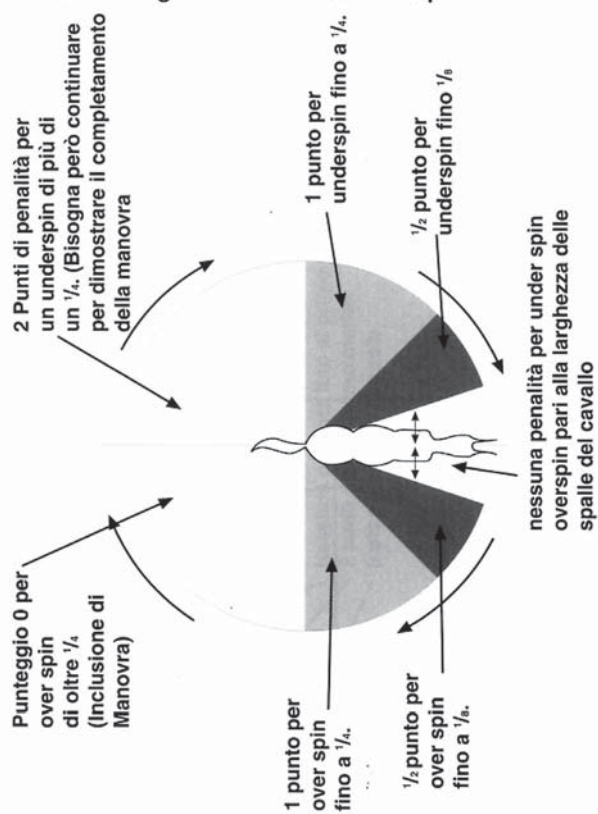 Punteggio 0 per
over spin
di oltre ¼
(Inclusione di
Manovra)
2 Punti di penalità per
un underspin di più di
un ¼. (Bisogna però continuare
per dimostrare il completamento
della manovra
1 punto per
over spin
fino a ¼.
1 punto per
underspin fino a ¼.
½ punto per
over spin
fino a ⅛.
½ punto per
underspin fino ⅛
nessuna penalità per under spin
overspin pari alla larghezza delle
spalle del cavallo